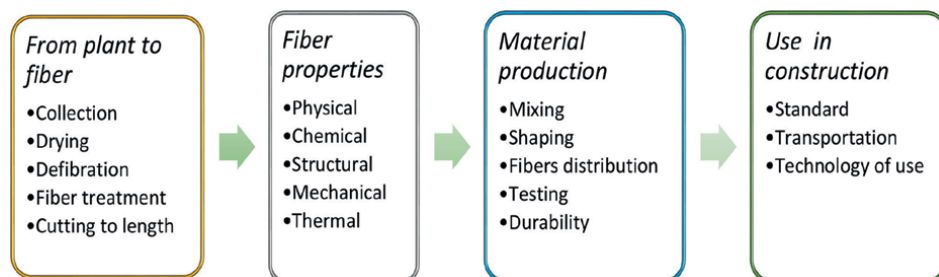 From plant to
fiber
•Collection
•Drying
•Defibration
•Fiber treatment
•Cutting to length
Fiber
properties
•Physical
•Chemical
•Structural
•Mechanical
•Thermal
Material
production
•Mixing
•Shaping
•Fibers distribution
•Testing
•Durability
Use in
construction
•Standard
•Transportation
•Technology of use